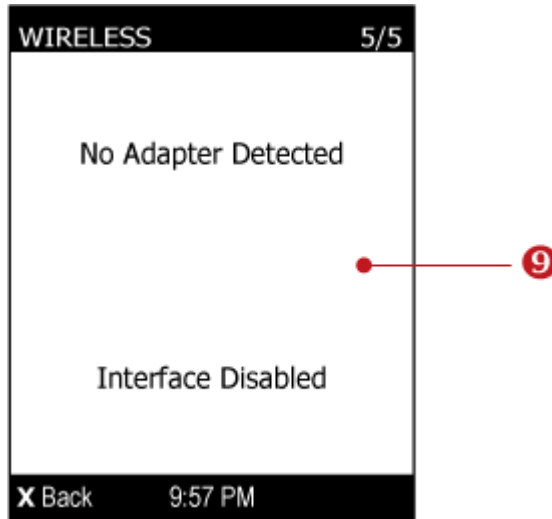 WIRELESS 5/5
No Adapter Detected
9
Interface Disabled
X Back 9:57 PM